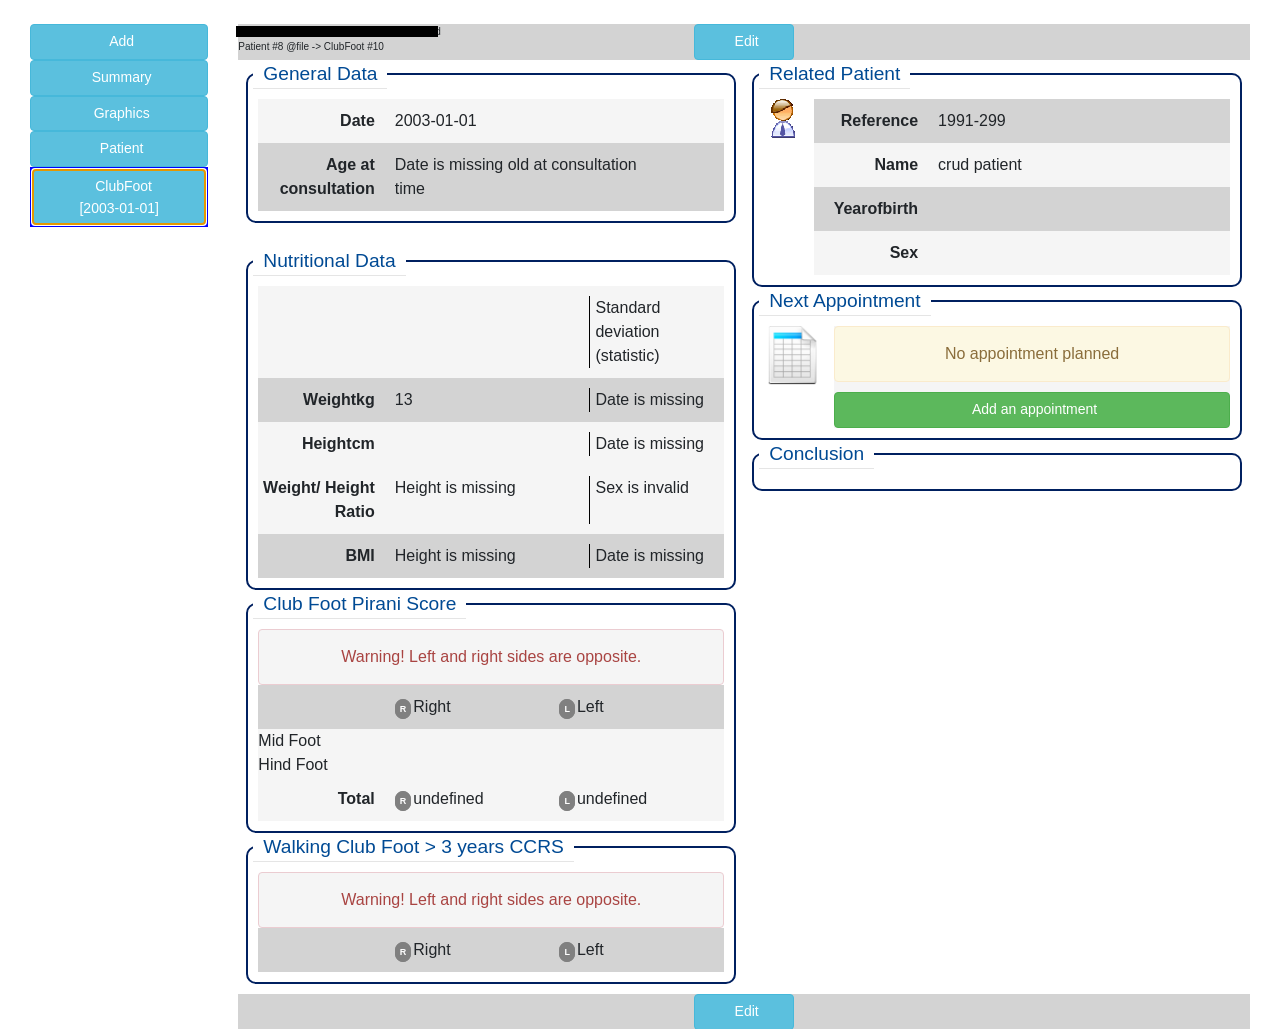 Add
Summary
Graphics
Patient
ClubFoot
[2003-01-01]
Patient #8 @file -> ClubFoot #10
Edit
General Data
Date 2003-01-01
Age at Date is missing old at consultation
consultation time
Nutritional Data
Standard
deviation
(statistic)
Weightkg 13 Date is missing
Heightcm Date is missing
Weight/ Height Height is missing Sex is invalid
Ratio
BMI Height is missing Date is missing
Club Foot Pirani Score
Warning! Left and right sides are opposite.
R Right L Left
Mid Foot
Hind Foot
Total R undefined L undefined
Walking Club Foot > 3 years CCRS
Warning! Left and right sides are opposite.
R Right L Left
Related Patient
Reference 1991-299
Name crud patient
Yearofbirth
Sex
Next Appointment
No appointment planned
Add an appointment
Conclusion
Edit